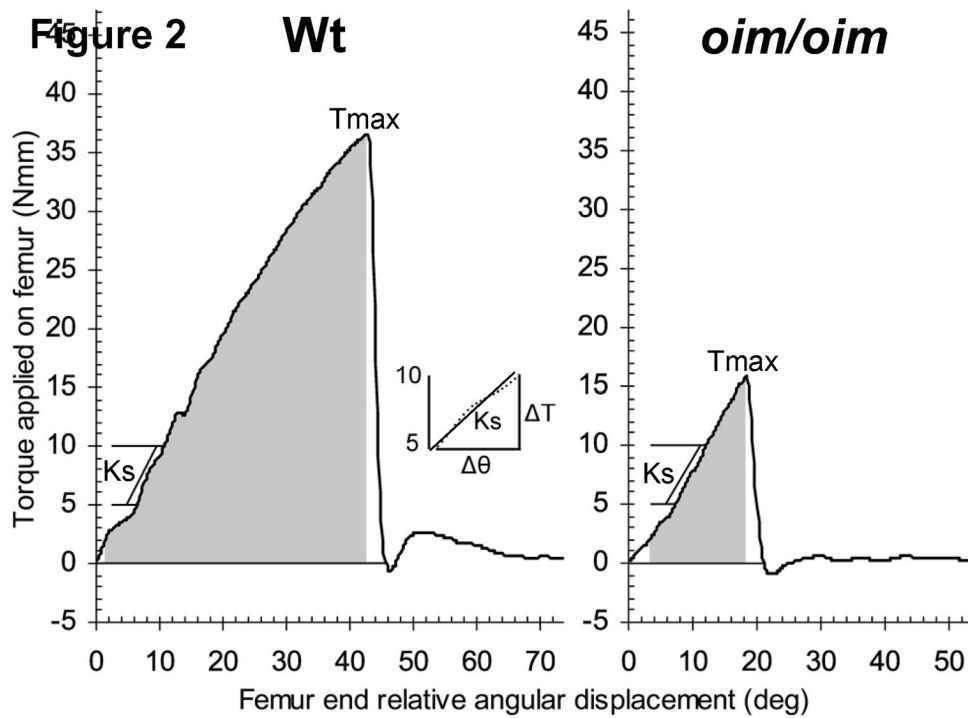 Figure 2
Wt
oim/oim
Torque applied on femur (Nmm)
45
40
35
30
25
20
15
10
5
0
-5
Tmax
Ks
10
5
Ks
ΔT
Δθ
0 10 20 30 40 50 60 70
45
40
35
30
25
20
15
10
5
0
-5
Tmax
Ks
0 10 20 30 40 50
Femur end relative angular displacement (deg)